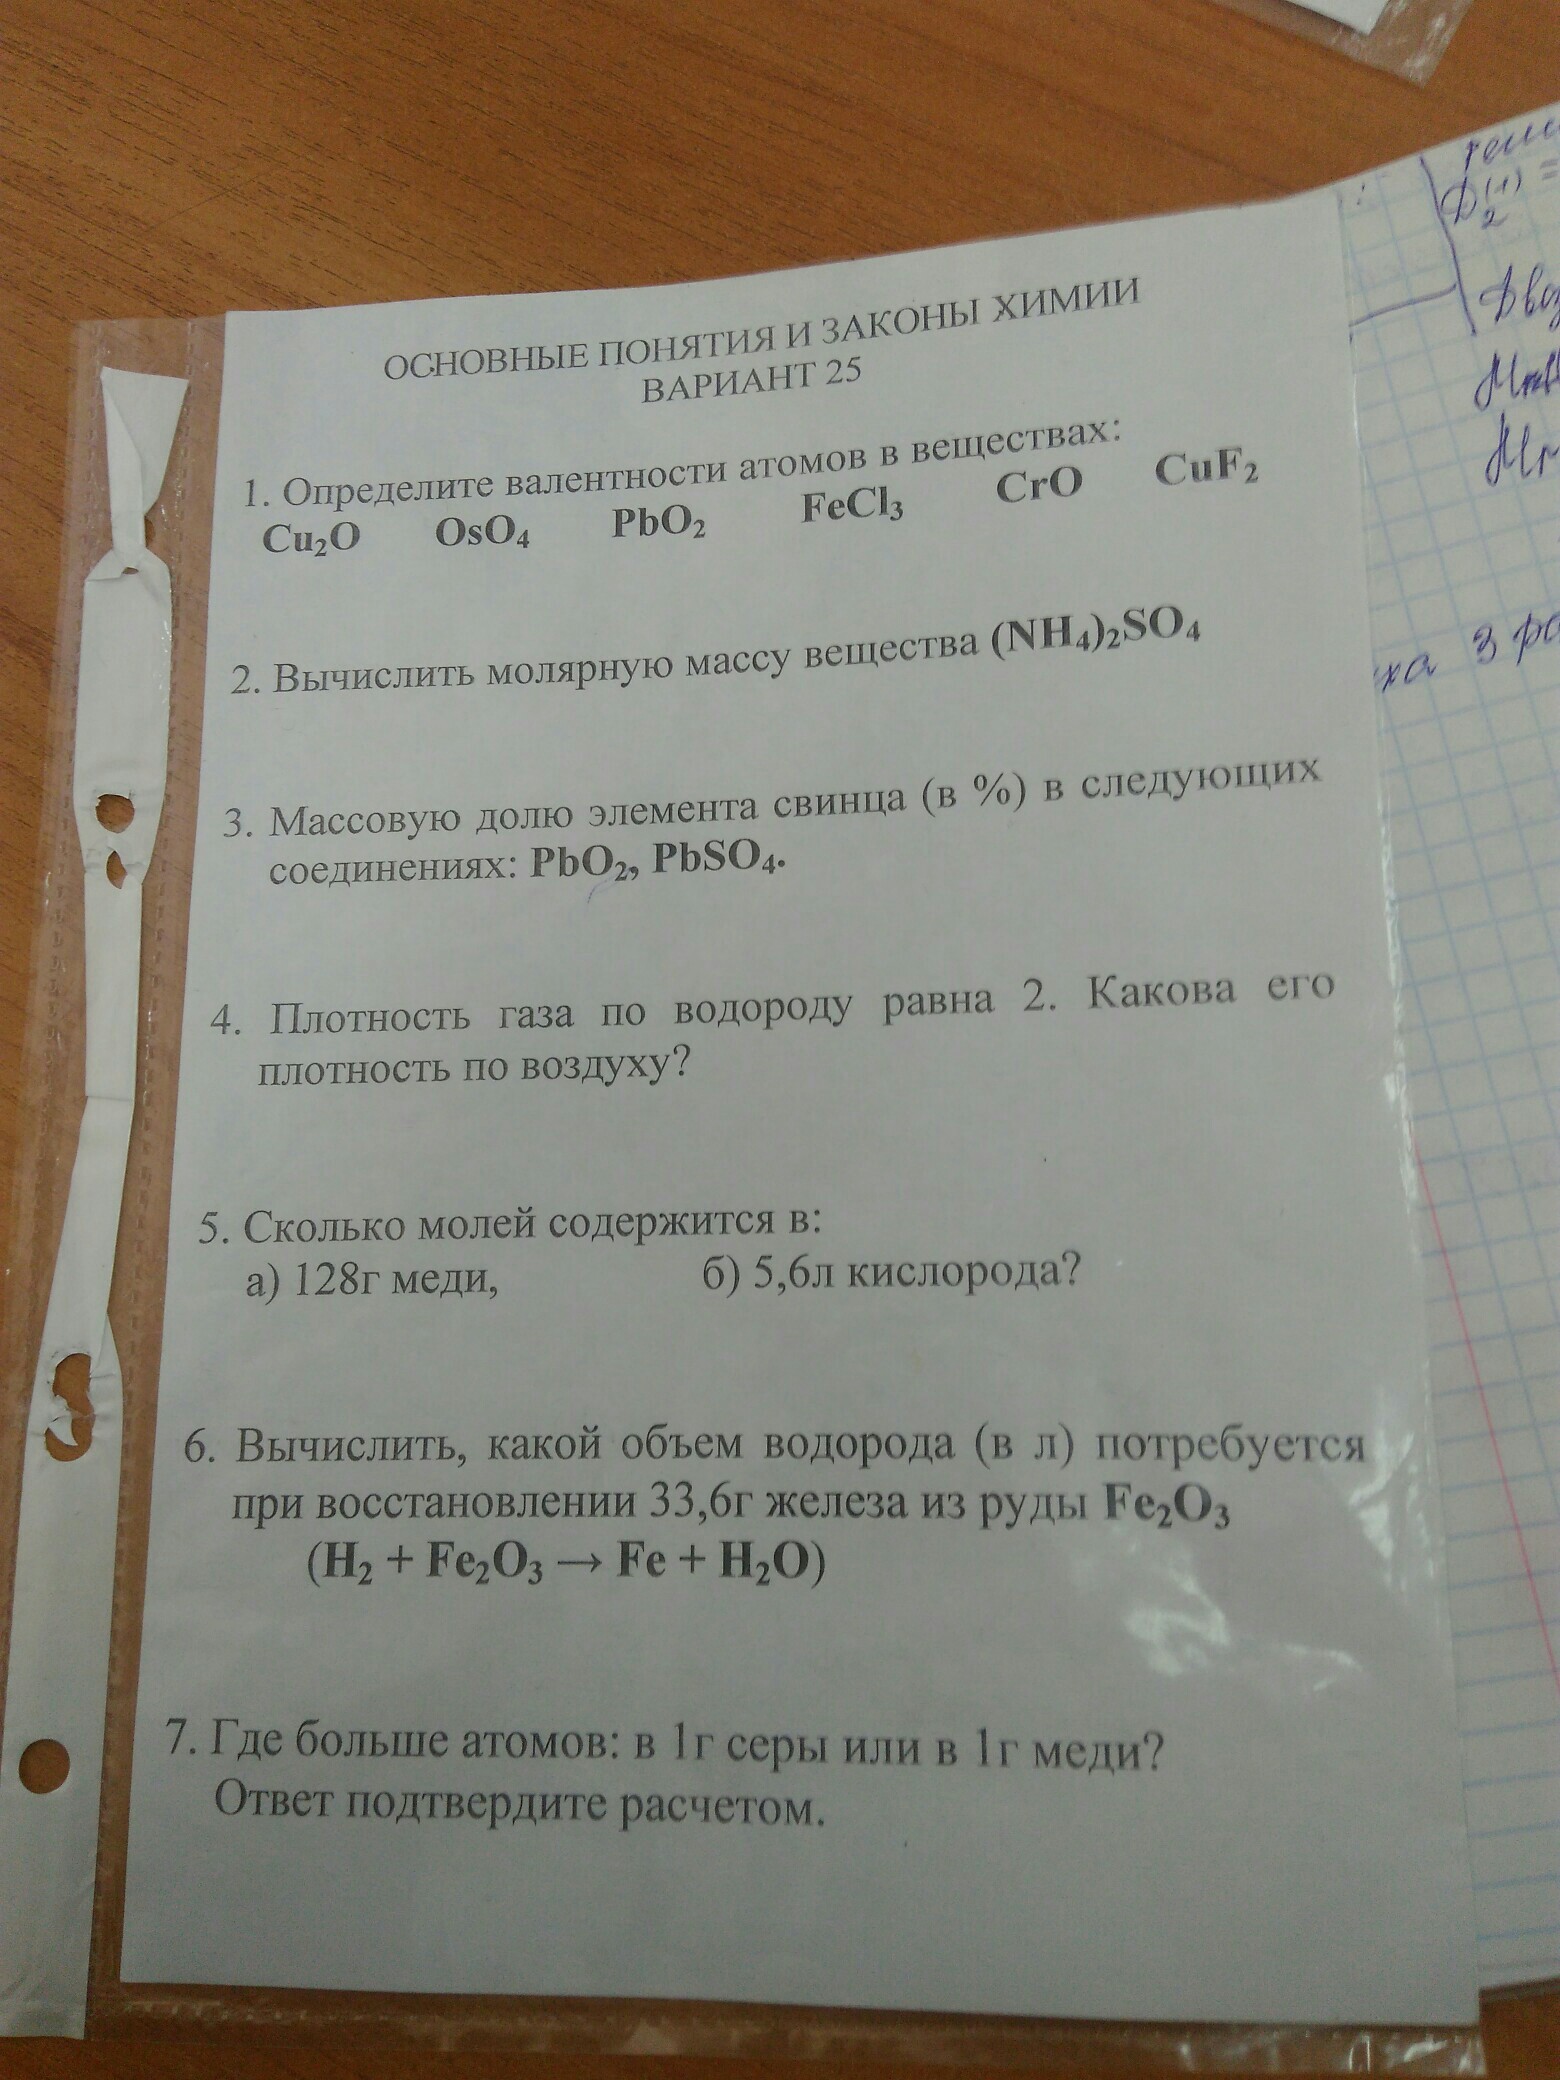 ОСНОВНЫЕ ПОНЯТИЯ И ЗАКОНЫ ХИМИИ
ВАРИАНТ 25
1. Определите валентности атомов в веществах:
Cu₂O OsO₄ PbO₂ FeCl₃ CrO CuF₂
2. Вычислить молярную массу вещества (NH₄)₂SO₄
3. Массовую долю элемента свинца (в %) в следующих
соединениях: PbO₂, PbSO₄.
4. Плотность газа по водороду равна 2. Какова его
плотность по воздуху?
5. Сколько молей содержится в:
а) 128г меди, б) 5,6л кислорода?
6. Вычислить, какой объем водорода (в л) потребуется
при восстановлении 33,6г железа из руды Fe₂O₃
(H₂ + Fe₂O₃ → Fe + H₂O)
7. Где больше атомов: в 1г серы или в 1г меди?
Ответ подтвердите расчетом.